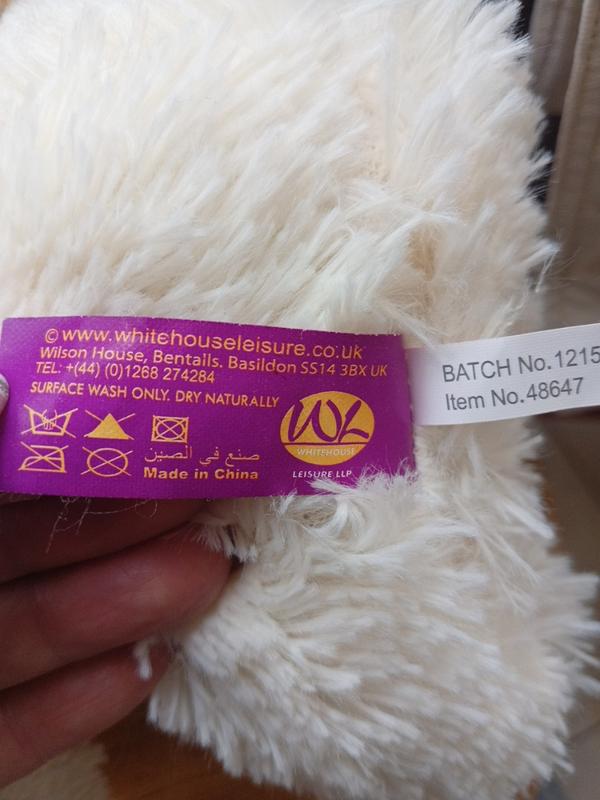 © www.whitehouseleisure.co.uk
Wilson House, Bentalls. Basildon SS14 3BX UK
TEL: +(44) (0)1268 274284
SURFACE WASH ONLY. DRY NATURALLY
صنع في الصين
Made in China
WL
WHITEHOUSE
LEISURE LLP
BATCH No. 1215
Item No. 48647